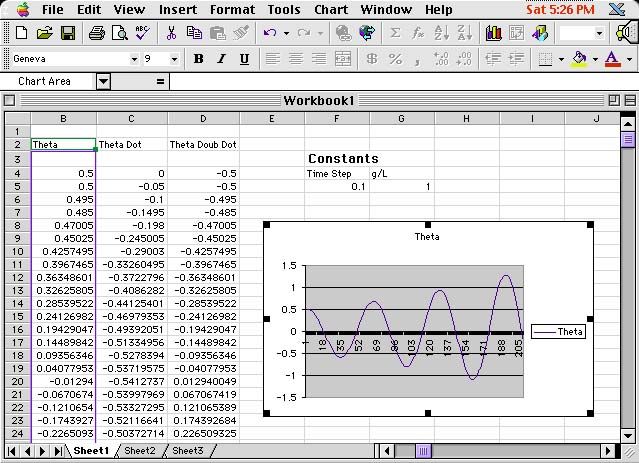 File Edit View Insert Format Tools Chart Window Help Sat 5:26 PM
ABC Σ fx A Z Z A
Geneva 9 B I U $ % ,
Chart Area =
Workbook1
B C D E F G H I J
1
2 Theta Theta Dot Theta Doub Dot
3 Constants
4 0.5 0 -0.5 Time Step g/L
5 0.5 -0.05 -0.5 0.1 1
6 0.495 -0.1 -0.495
7 0.485 -0.1495 -0.485
8 0.47005 -0.198 -0.47005
9 0.45025 -0.245005 -0.45025
10 0.4257495 -0.29003 -0.4257495
11 0.3967465 -0.33260495 -0.3967465
12 0.36348601 -0.3722796 -0.36348601
13 0.32625805 -0.4086282 -0.32625805
14 0.28539522 -0.44125401 -0.28539522
15 0.24126982 -0.46979353 -0.24126982
16 0.19429047 -0.49392051 -0.19429047
17 0.14489842 -0.51334956 -0.14489842
18 0.09356346 -0.5278394 -0.09356346
19 0.04077953 -0.53719575 -0.04077953
20 -0.01294 -0.5412737 0.012940049
21 -0.0670674 -0.53997969 0.067067419
22 -0.1210654 -0.53327295 0.121065389
23 -0.1743927 -0.52116641 0.174392684
24 -0.2265093 -0.50372714 0.226509325
Theta
1.5
1
0.5
0
-0.5
-1
-1.5
1 18 35 52 69 86 103 120 137 154 171 188 205
Theta
Sheet1 Sheet2 Sheet3